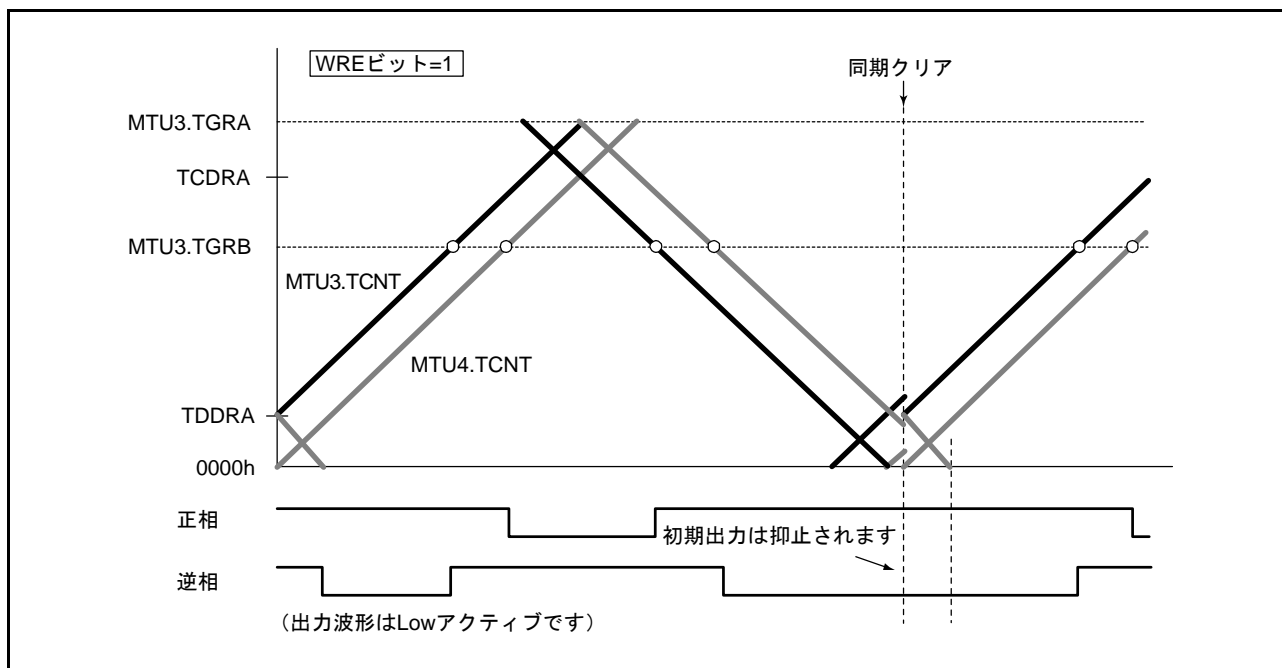 WREビット=1
同期クリア
MTU3.TGRA
TCDRA
MTU3.TGRB
MTU3.TCNT
MTU4.TCNT
TDDRA
0000h
正相
初期出力は抑止されます
逆相
（出力波形はLowアクティブです）